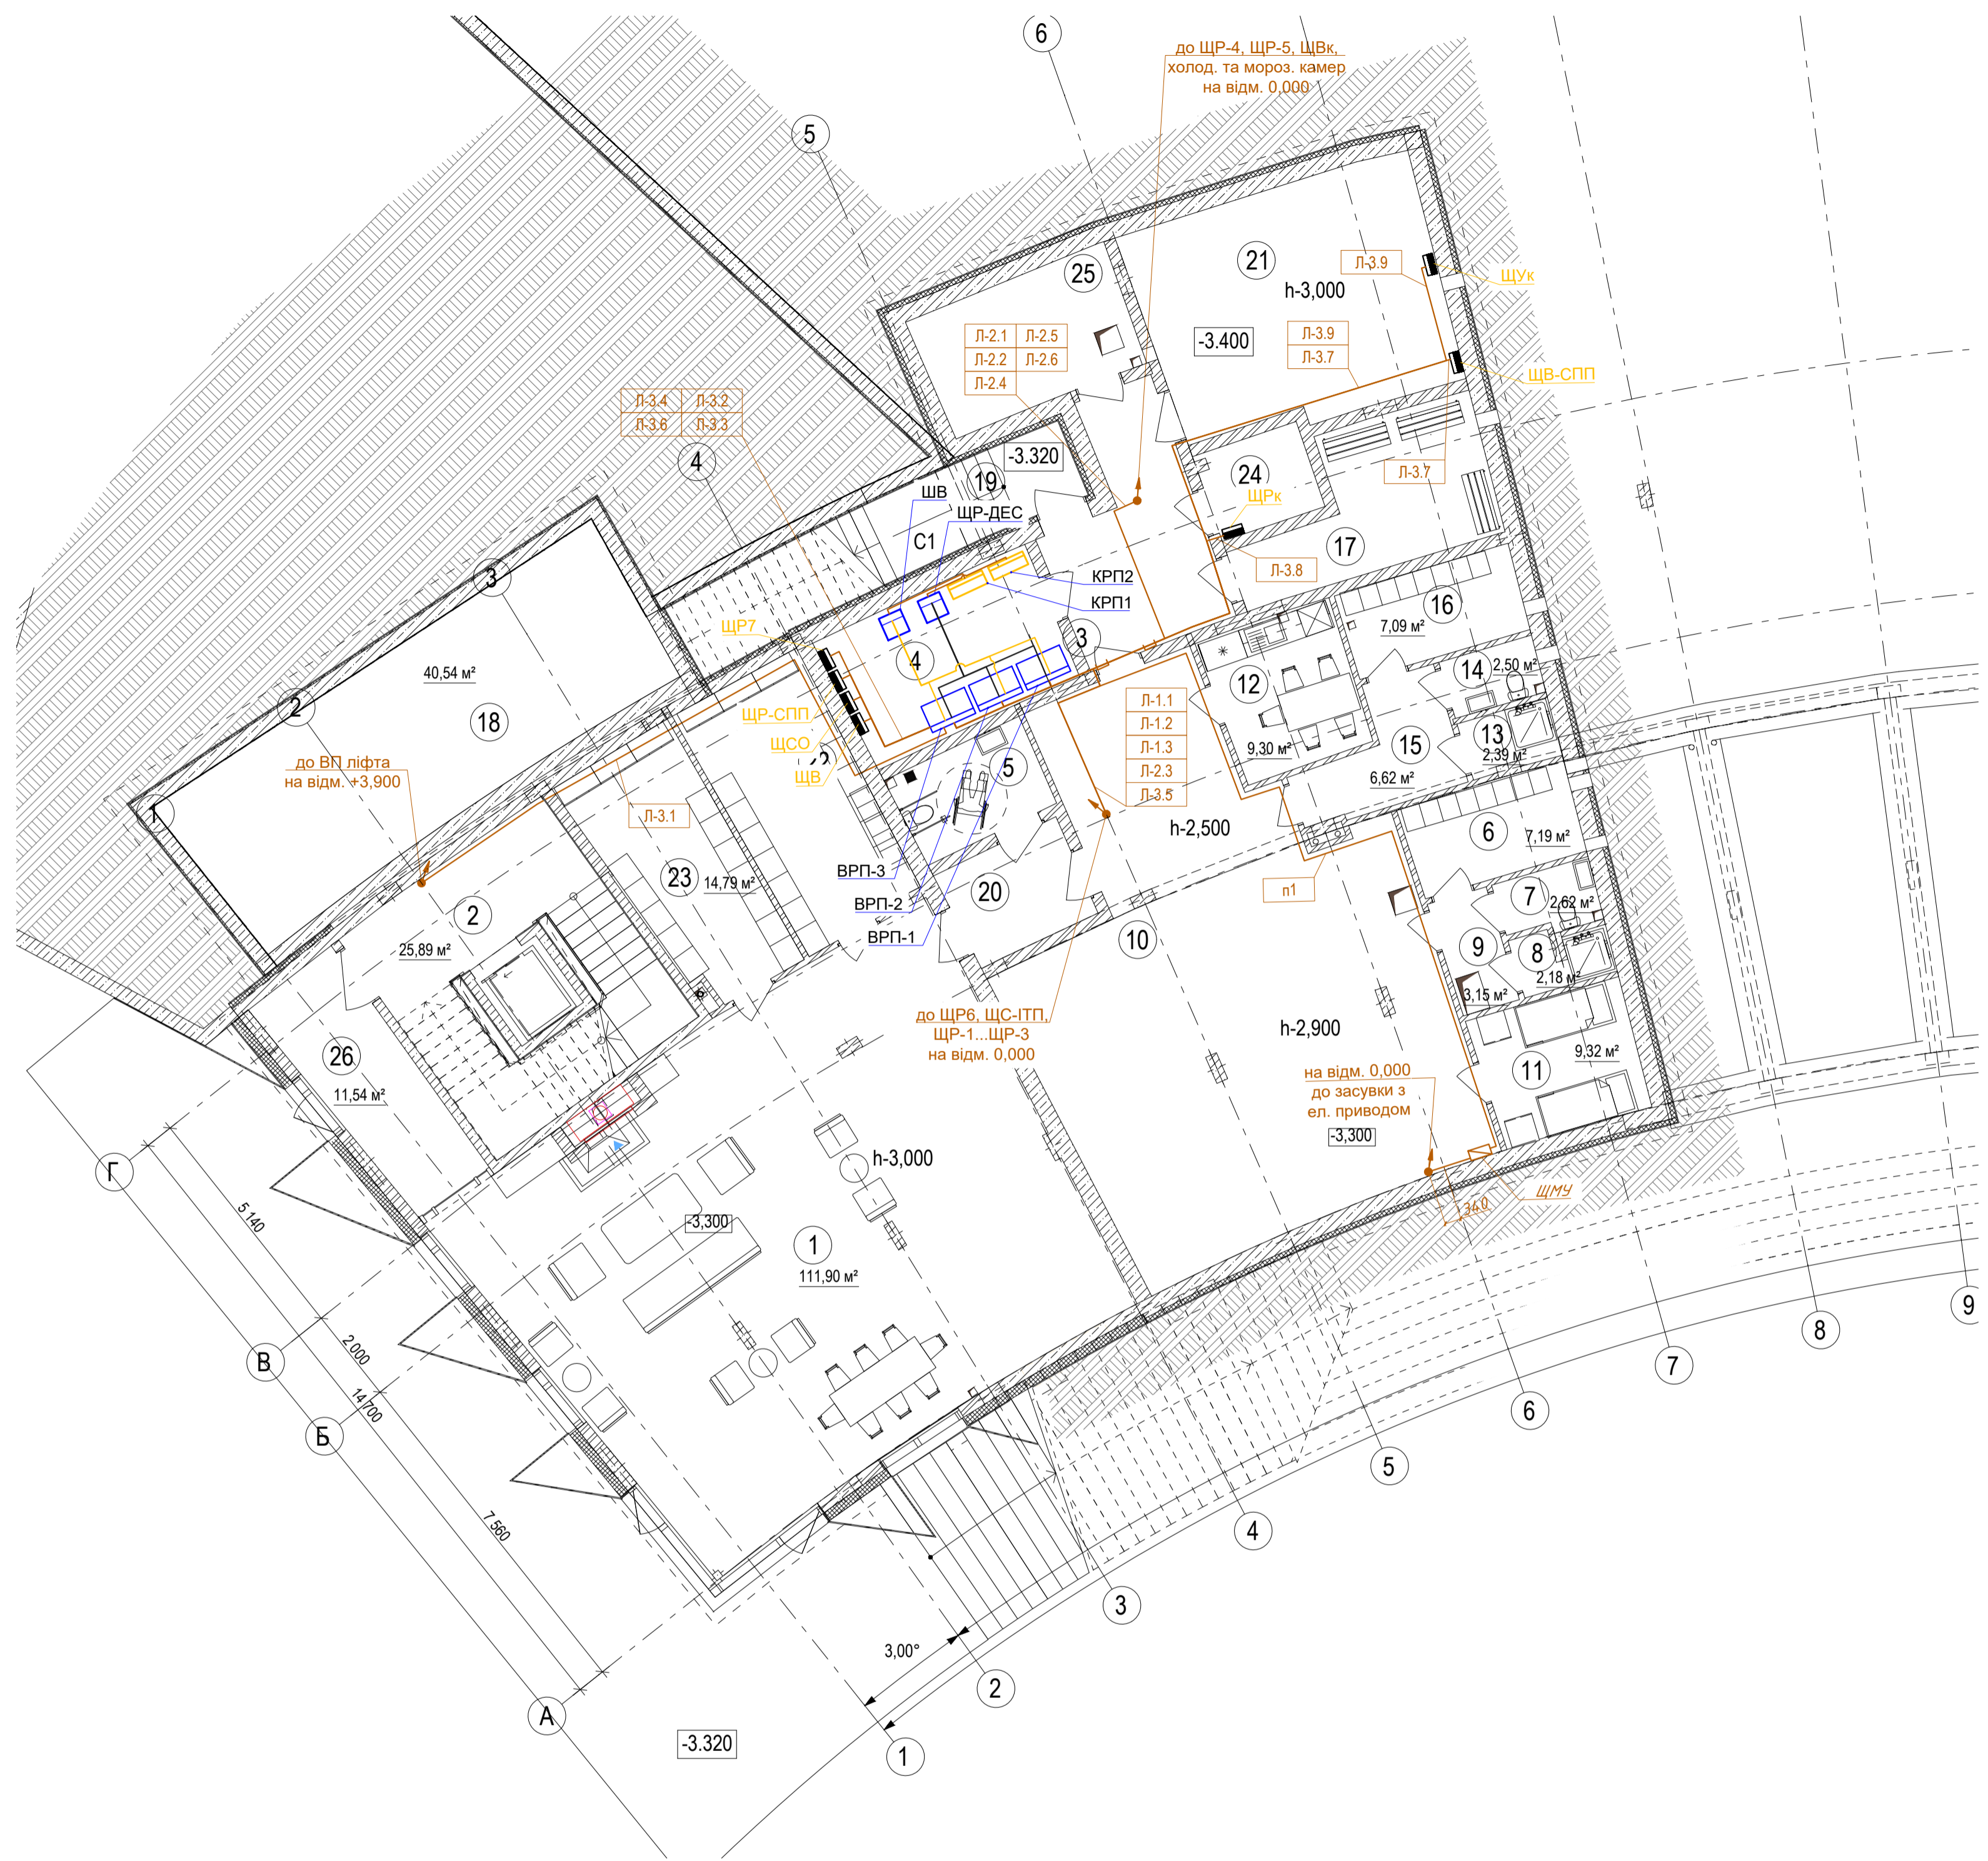 6
до ЩР-4, ЩР-5, ЩВк,
холод. та мороз. камер
на відм. 0,000
5
25
21
h-3,000
Л-3.9
ЩУк
Л-2.1 Л-2.5
Л-2.2 Л-2.6
Л-2.4
-3.400
Л-3.9
Л-3.7
ЩВ-СПП
Л-3.4 Л-3.2
Л-3.6 Л-3.3
4
-3.320
19
24
ЩРк
Л-3.7
ШВ
ЩР-ДЕС
С1
17
Л-3.8
3
КРП2
КРП1
16
7,09 м²
ЩР7
4
3
14
2,50 м²
40,54 м²
18
2
12
9,30 м²
Л-1.1
Л-1.2
Л-1.3
Л-2.3
Л-3.5
13
2,39 м²
15
6,62 м²
ЩР-СПП
ЩСО
ЩВ
до ВП ліфта
на відм. +3,900
1
Л-3.1
5
h-2,500
6
7,19 м²
23
14,79 м²
ВРП-3
ВРП-2
ВРП-1
20
п1
7
2,62 м²
2
25,89 м²
10
9
8
2,18 м²
3,15 м²
до ЩР6, ЩС-ІТП,
ЩР-1...ЩР-3
на відм. 0,000
h-2,900
26
11,54 м²
11
9,32 м²
на відм. 0,000
до засувки з
ел. приводом
-3,300
h-3,000
Г
5 140
-3,300
1
111,90 м²
340
ЩМУ
В
2 000
14 700
Б
7 560
9
8
7
6
5
4
3
3,00°
2
А
-3.320
1